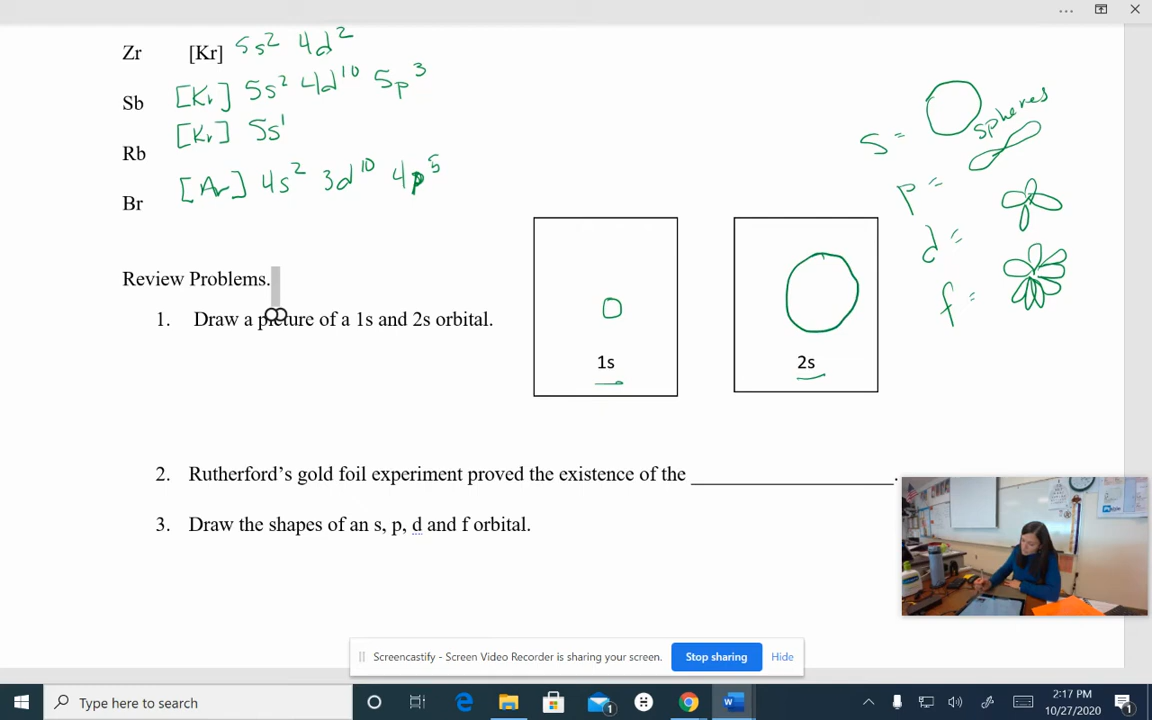 Zr [Kr] 5s² 4d²
Sb [Kr] 5s² 4d¹⁰ 5p³
Rb [Kr] 5s¹
Br [Ar] 4s² 3d¹⁰ 4p⁵
s = spheres
p =
d =
f =
Review Problems.
1. Draw a picture of a 1s and 2s orbital.
1s
2s
2. Rutherford's gold foil experiment proved the existence of the ____________________.
3. Draw the shapes of an s, p, d and f orbital.
Screencastify - Screen Video Recorder is sharing your screen. Stop sharing Hide
Type here to search
1
2:17 PM
10/27/2020
1